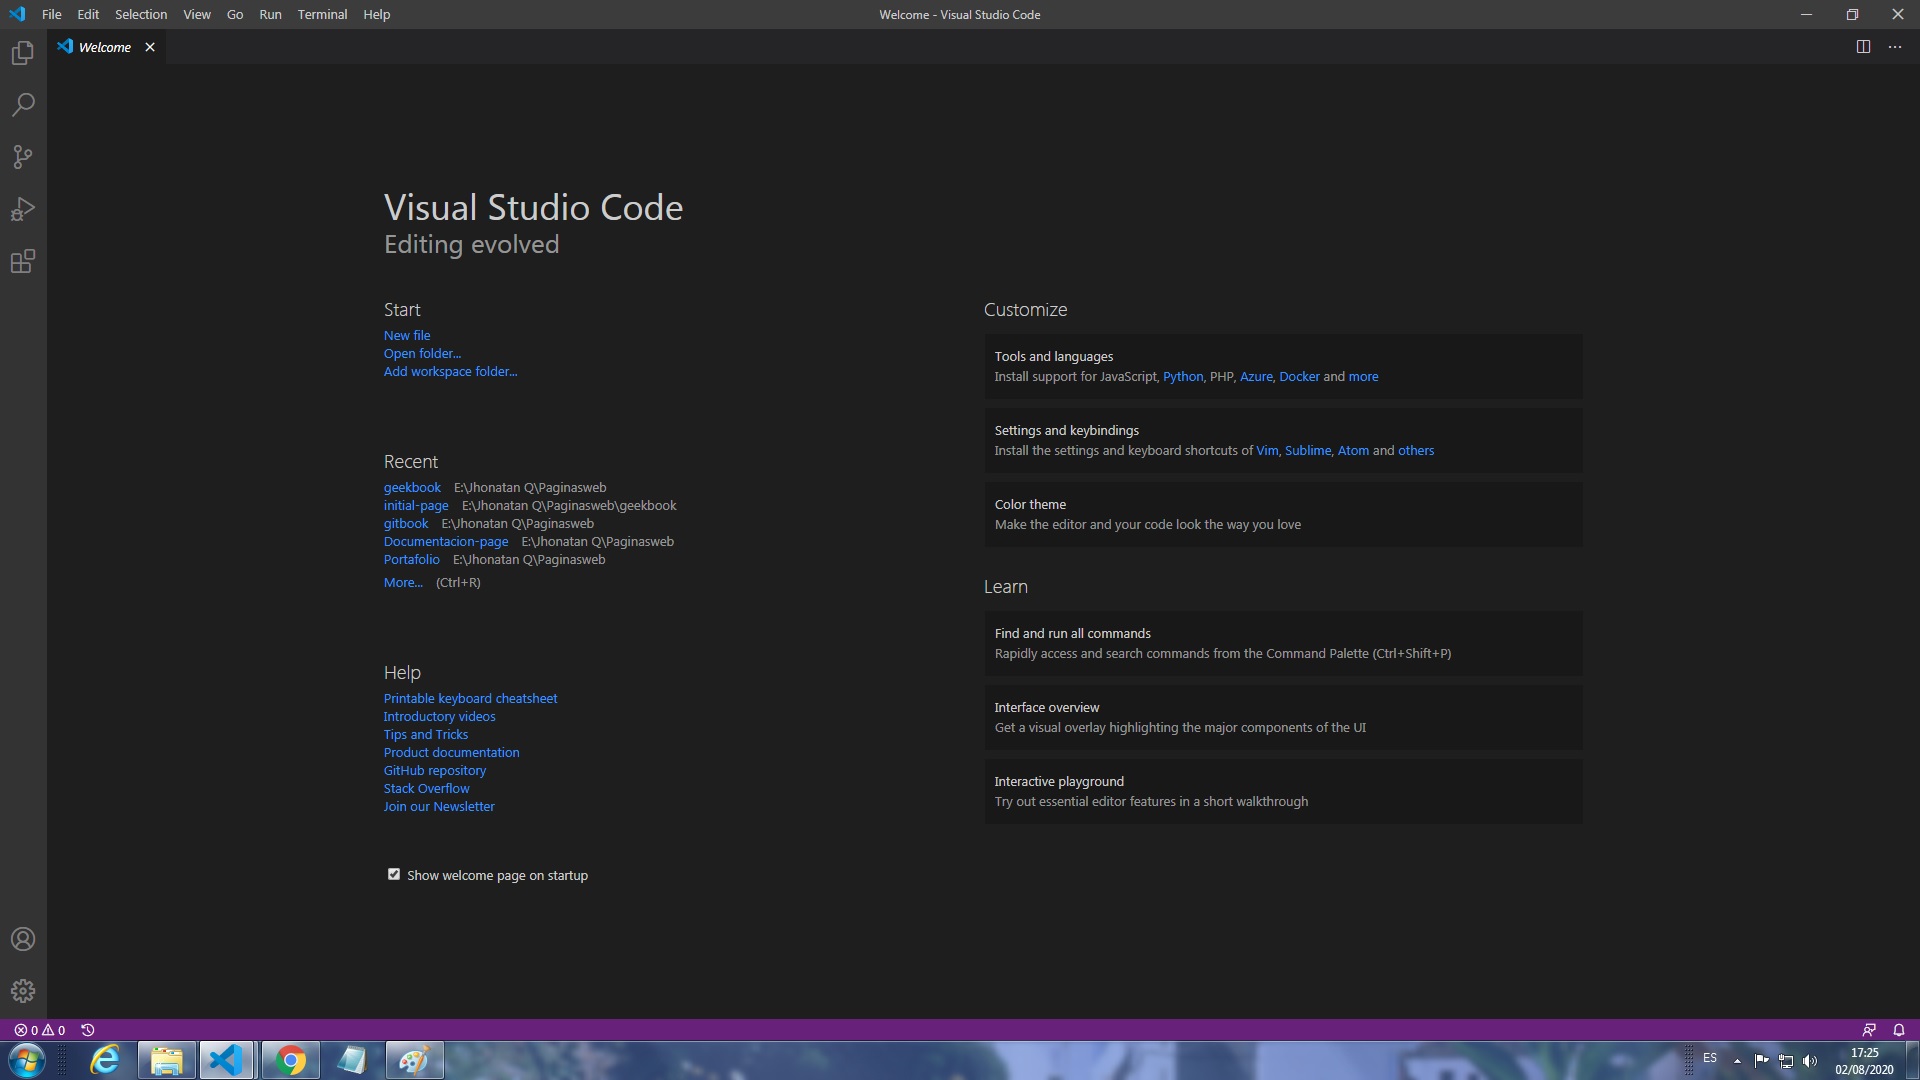 File Edit Selection View Go Run Terminal Help
Welcome - Visual Studio Code
Welcome
Visual Studio Code
Editing evolved
Start
New file
Open folder...
Add workspace folder...
Recent
geekbook E:\Jhonatan Q\Paginasweb
initial-page E:\Jhonatan Q\Paginasweb\geekbook
gitbook E:\Jhonatan Q\Paginasweb
Documentacion-page E:\Jhonatan Q\Paginasweb
Portafolio E:\Jhonatan Q\Paginasweb
More... (Ctrl+R)
Help
Printable keyboard cheatsheet
Introductory videos
Tips and Tricks
Product documentation
GitHub repository
Stack Overflow
Join our Newsletter
Show welcome page on startup
Customize
Tools and languages
Install support for JavaScript, Python, PHP, Azure, Docker and more
Settings and keybindings
Install the settings and keyboard shortcuts of Vim, Sublime, Atom and others
Color theme
Make the editor and your code look the way you love
Learn
Find and run all commands
Rapidly access and search commands from the Command Palette (Ctrl+Shift+P)
Interface overview
Get a visual overlay highlighting the major components of the UI
Interactive playground
Try out essential editor features in a short walkthrough
0 0
ES
17:25
02/08/2020